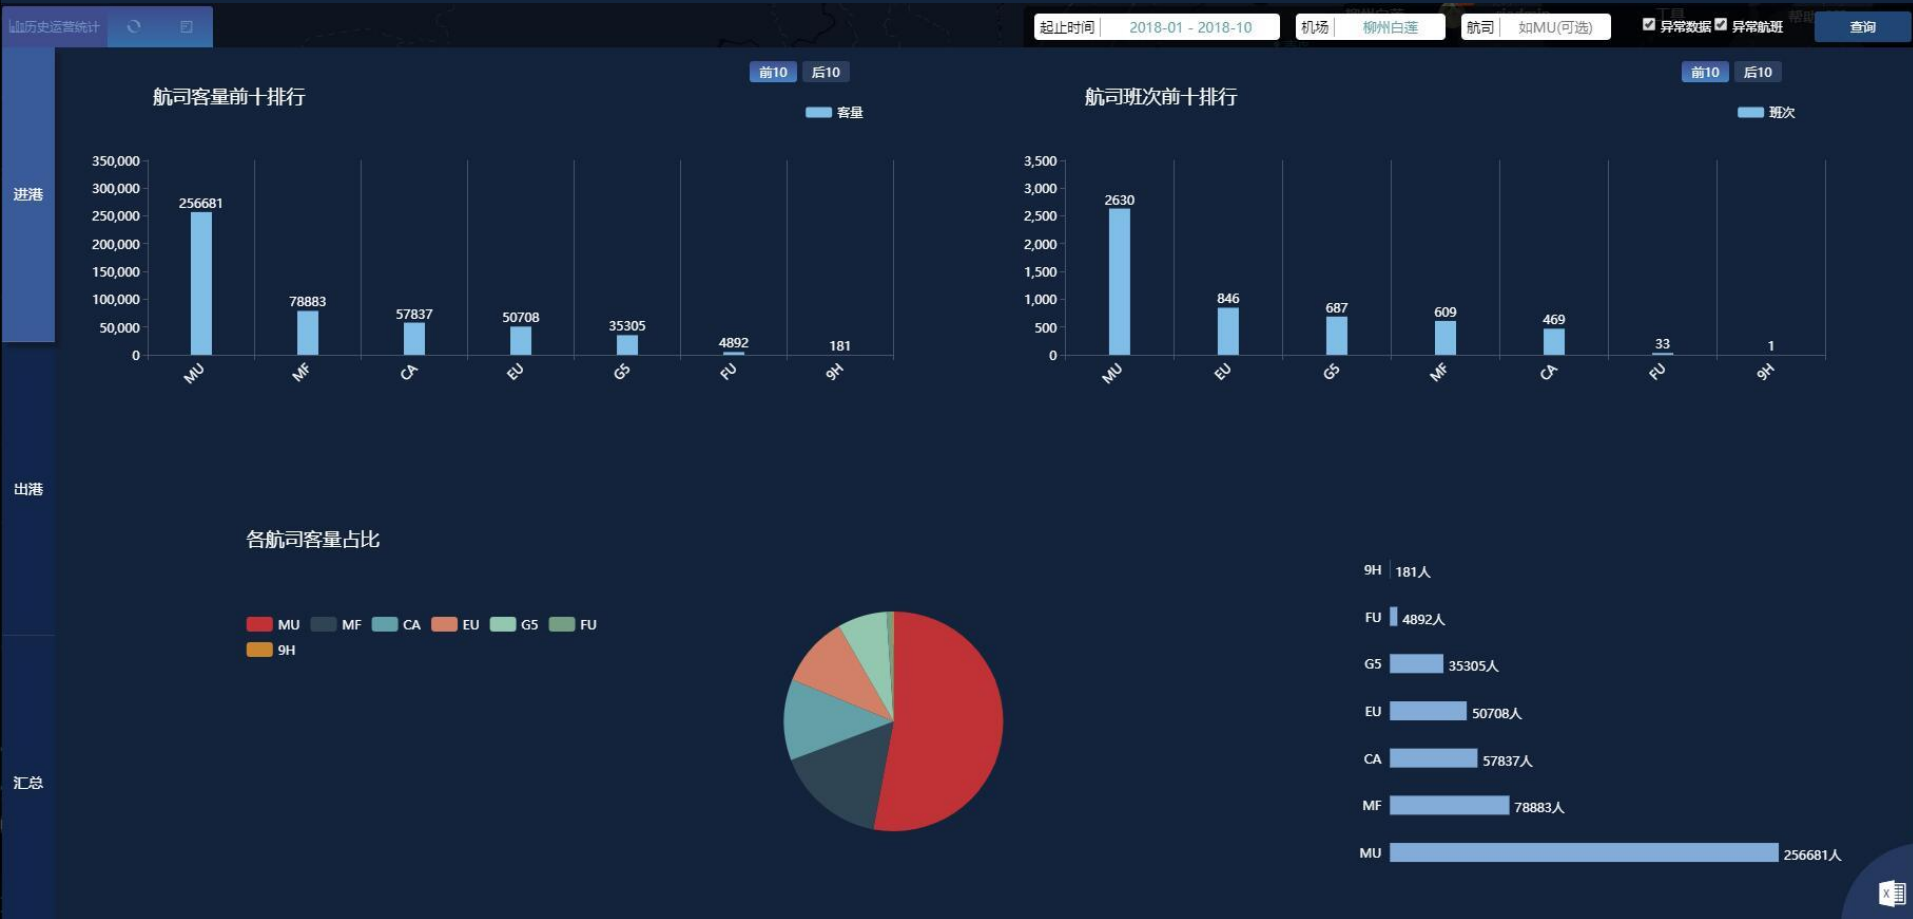 历史运营统计
起止时间 2018-01 - 2018-10 机场 柳州白莲 航司 如MU(可选) 异常数据 异常航班 查询
进港
出港
汇总
前10 后10
航司客量前十排行
客量
350,000
300,000
250,000
200,000
150,000
100,000
50,000
0
256681
78883
57837
50708
35305
4892
181
MU MF CA EU G5 FU 9H
前10 后10
航司班次前十排行
班次
3,500
3,000
2,500
2,000
1,500
1,000
500
0
2630
846
687
609
469
33
1
MU EU G5 MF CA FU 9H
各航司客量占比
MU MF CA EU G5 FU
9H
9H 181人
FU 4892人
G5 35305人
EU 50708人
CA 57837人
MF 78883人
MU 256681人